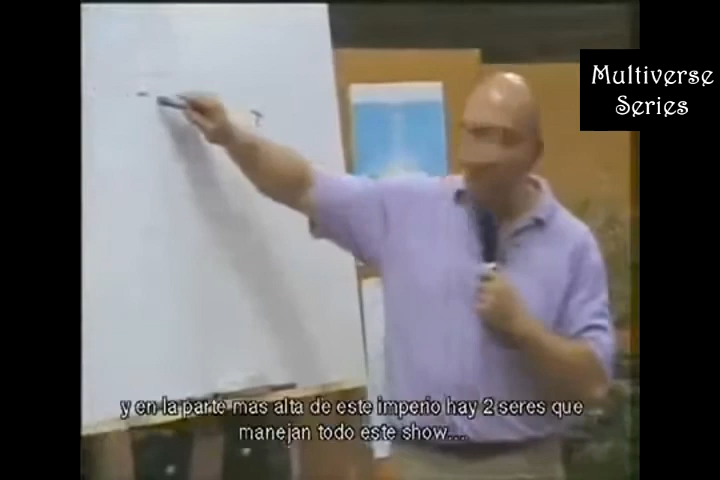 Multiverse
Series
y en la parte mas alta de este imperio hay 2 seres que
manejan todo este show....